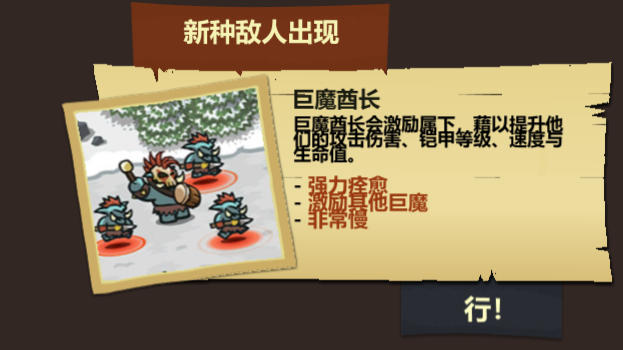 新种敌人出现
巨魔酋长
巨魔酋长会激励属下，藉以提升他
们的攻击伤害、铠甲等级、速度与
生命值。
- 强力痊愈
- 激励其他巨魔
- 非常慢
行!